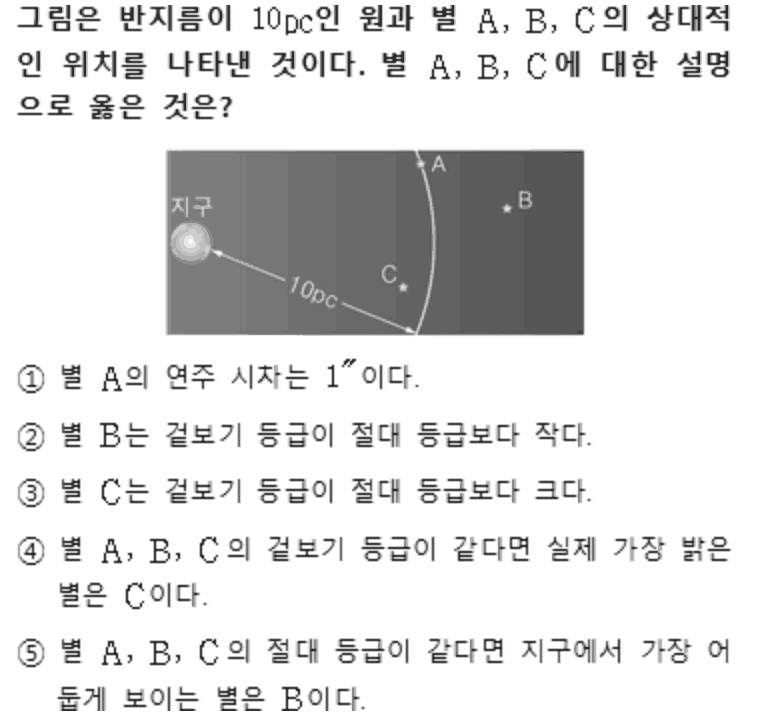 그림은 반지름이 10pc인 원과 별 A, B, C의 상대적
인 위치를 나타낸 것이다. 별 A, B, C에 대한 설명
으로 옳은 것은?
A
B
지구
C
10pc
① 별 A의 연주 시차는 1″이다.
② 별 B는 겉보기 등급이 절대 등급보다 작다.
③ 별 C는 겉보기 등급이 절대 등급보다 크다.
④ 별 A, B, C의 겉보기 등급이 같다면 실제 가장 밝은
별은 C이다.
⑤ 별 A, B, C의 절대 등급이 같다면 지구에서 가장 어
둡게 보이는 별은 B이다.